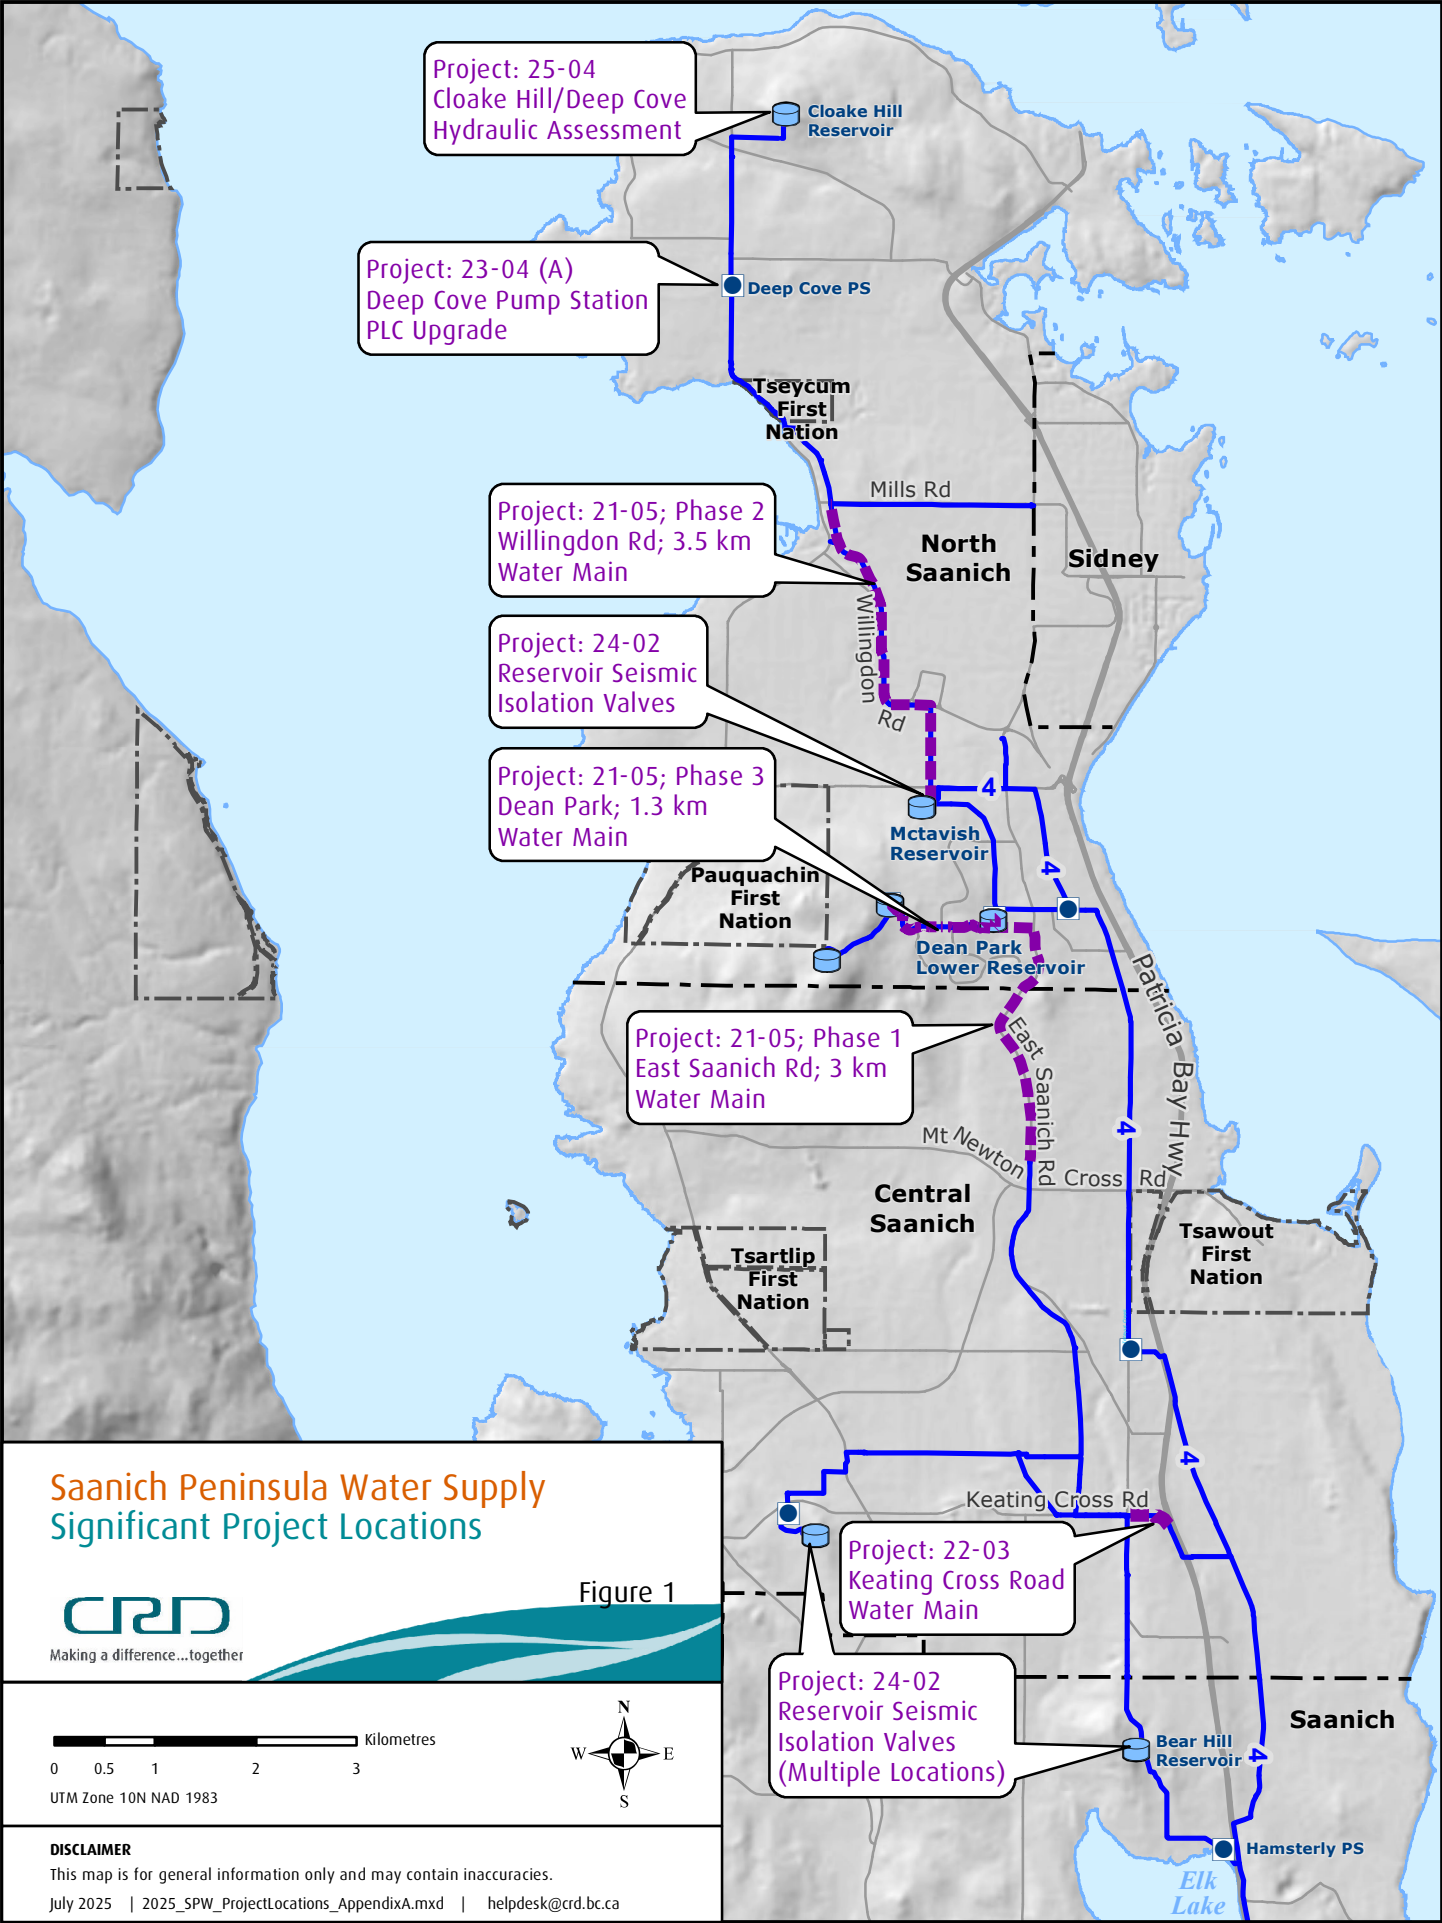 Project: 25-04
Cloake Hill/Deep Cove
Hydraulic Assessment
Cloake Hill
Reservoir
Project: 23-04 (A)
Deep Cove Pump Station
PLC Upgrade
Deep Cove PS
Tseycum
First
Nation
Mills Rd
Project: 21-05; Phase 2
Willingdon Rd; 3.5 km
Water Main
North
Saanich
Sidney
Willingdon
Rd
Project: 24-02
Reservoir Seismic
Isolation Valves
Project: 21-05; Phase 3
Dean Park; 1.3 km
Water Main
4
Mctavish
Reservoir
4
Pauquachin
First
Nation
Dean Park
Lower Reservoir
Patricia Bay Hwy
Project: 21-05; Phase 1
East Saanich Rd; 3 km
Water Main
East Saanich Rd
4
Mt Newton Cross Rd
Central
Saanich
Tsawout
First
Nation
Tsartlip
First
Nation
4
Keating Cross Rd
Project: 22-03
Keating Cross Road
Water Main
Project: 24-02
Reservoir Seismic
Isolation Valves
(Multiple Locations)
Saanich
Bear Hill
Reservoir
4
Hamsterly PS
Elk
Lake
Saanich Peninsula Water Supply
Significant Project Locations
Figure 1
CRD
Making a difference...together
Kilometres
0 0.5 1 2 3
UTM Zone 10N NAD 1983
N
W E
S
DISCLAIMER
This map is for general information only and may contain inaccuracies.
July 2025 | 2025_SPW_ProjectLocations_AppendixA.mxd | helpdesk@crd.bc.ca